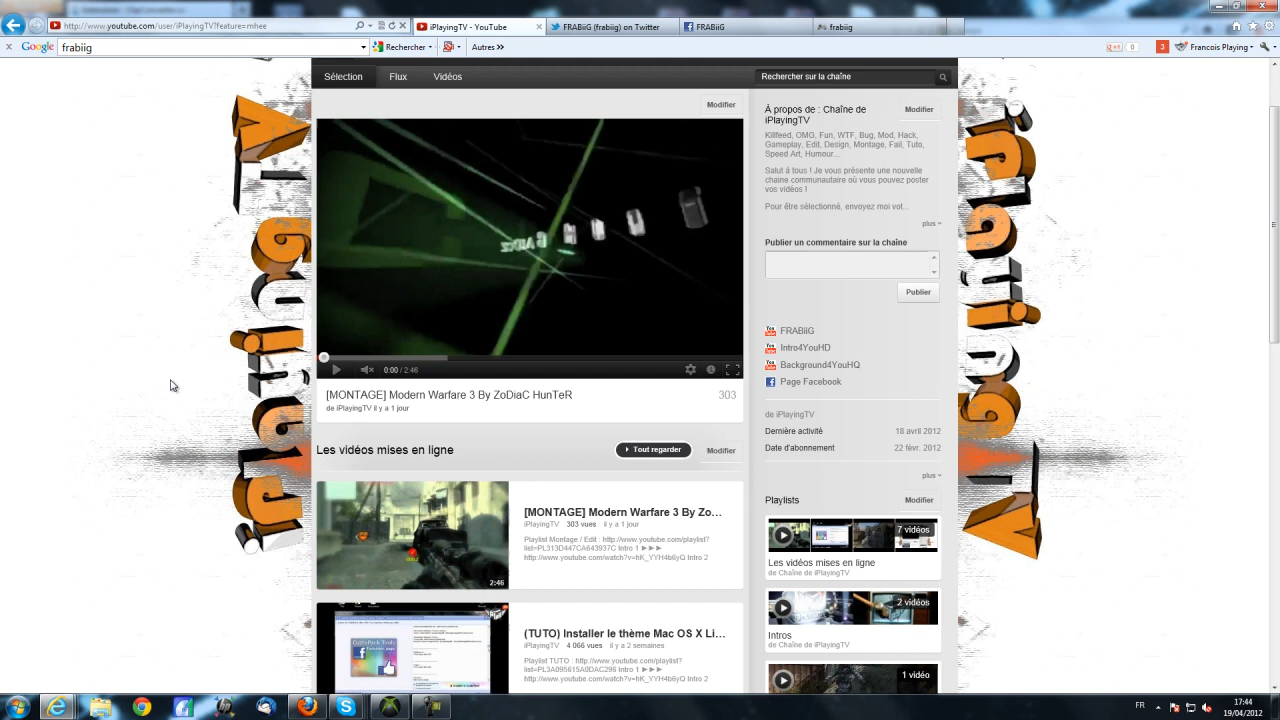 http://www.youtube.com/user/iPlayingTV?feature=mhee
iPlayingTV - YouTube
FRABiiG (frabiig) on Twitter
FRABiiG
frabiig
Google
frabiig
Rechercher
Autres »
0
3
Francois Playing
Sélection
Flux
Vidéos
Rechercher sur la chaîne
Modifier
0:00 / 2:46
[MONTAGE] Modern Warfare 3 By Zodiac- HunTex
303
de iPlayingTV il y a 1 jour
Les vidéos mises en ligne
Tout regarder
Modifier
2:46
[MONTAGE] Modern Warfare 3 By Zo...
iPlayingTV
vues
il y a 1 jour
Playlist Montage / Edit : http://www.youtube.com/playlist?
list=PL313D447CA643937C Intro 1 ►►►
http://www.youtube.com/watch?v=hK_YYH4b6yQ Intro 2
(TUTO) Installer le thème Mac OSX Li...
iPlayingTV
vues
il y a 2 semaines
Playlist TUTO : http://www.youtube.com/playlist?
list=PL3A095615A0DAC296 Intro 1 ►►►
http://www.youtube.com/watch?v=hK_YYH4b6yQ Intro 2
À propos de : Chaîne de
iPlayingTV
Modifier
Killfeed, OMG, Fun, WTF, Bug, Mod, Hack,
Gameplay, Edit, Design, Montage, Fail, Tuto,
Speed Art, Humour...
Salut à tous ! Je vous présente une nouvelle
chaine communautaire où vous pouvez poster
vos vidéos !
Pour être sélectionné, envoyez moi vot...
plus
Publier un commentaire sur la chaîne
Publier
FRABiiG
Intro4YouHD
Background4YouHQ
Page Facebook
de iPlayingTV
Dernière activité
18 avril 2012
Date d'abonnement
22 févr. 2012
plus
Playlists
Modifier
7 vidéos
Les vidéos mises en ligne
de Chaîne de iPlayingTV
2 vidéos
Intros
de Chaîne de iPlayingTV
1 vidéo
FR
17:44
19/04/2012